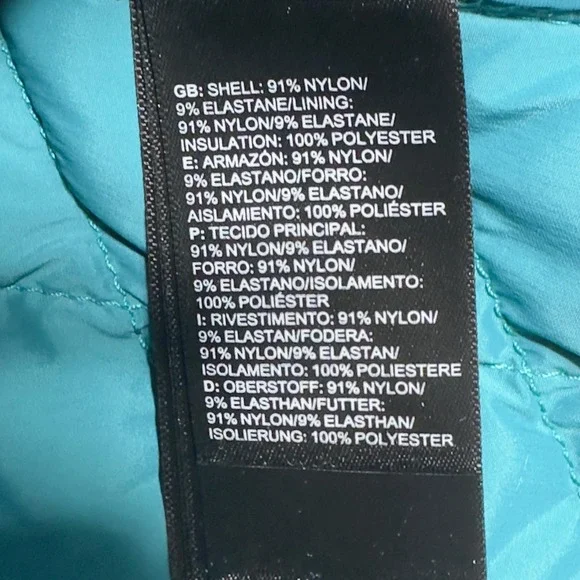 GB: SHELL: 91% NYLON/
9% ELASTANE/LINING:
91% NYLON/9% ELASTANE/
INSULATION: 100% POLYESTER
E: ARMAZÓN: 91% NYLON/
9% ELASTANO/FORRO:
91% NYLON/9% ELASTANO/
AISLAMIENTO: 100% POLIÉSTER
P: TECIDO PRINCIPAL:
91% NYLON/9% ELASTANO/
FORRO: 91% NYLON/
9% ELASTANO/ISOLAMENTO:
100% POLIÉSTER
I: RIVESTIMENTO: 91% NYLON/
9% ELASTAN/FODERA:
91% NYLON/9% ELASTAN/
ISOLAMENTO: 100% POLIESTERE
D: OBERSTOFF: 91% NYLON/
9% ELASTHAN/FUTTER:
91% NYLON/9% ELASTHAN/
ISOLIERUNG: 100% POLYESTER